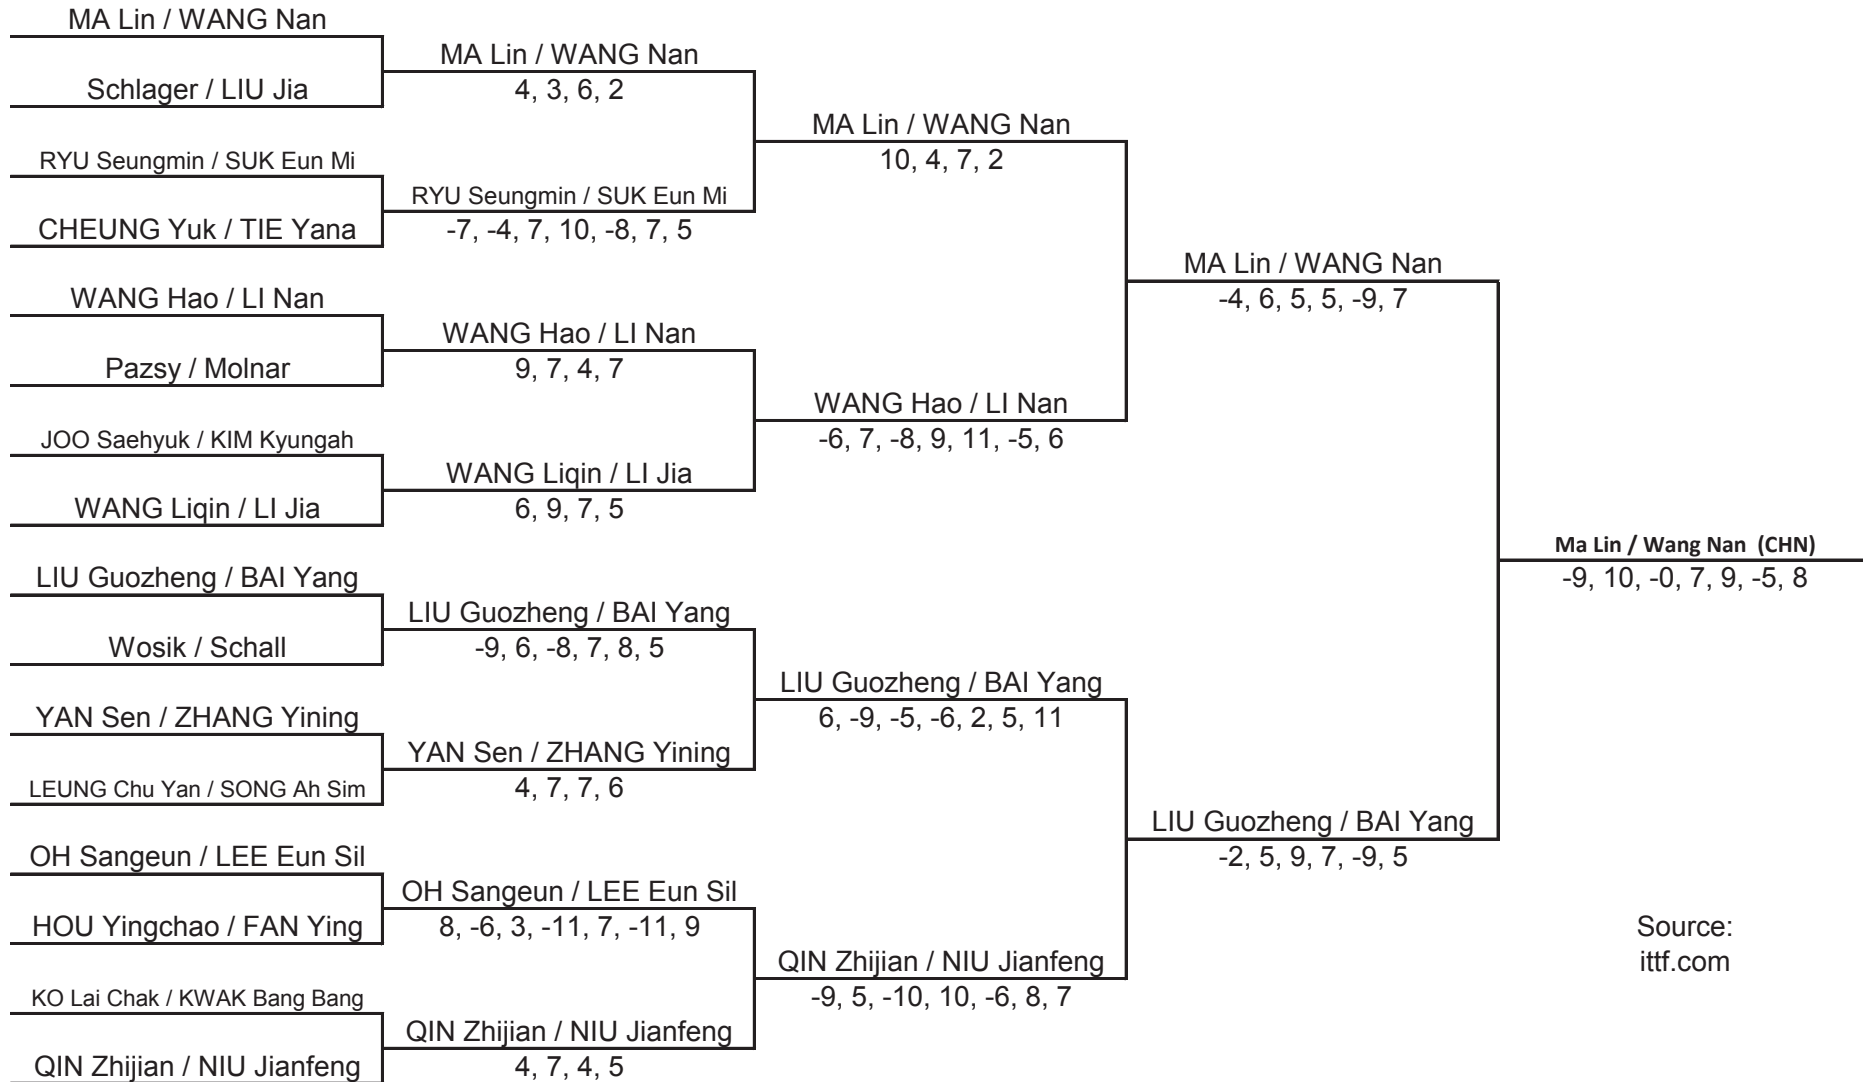 MA Lin / WANG Nan
Schlager / LIU Jia
RYU Seungmin / SUK Eun Mi
CHEUNG Yuk / TIE Yana
WANG Hao / LI Nan
Pazsy / Molnar
JOO Saehyuk / KIM Kyungah
WANG Liqin / LI Jia
LIU Guozheng / BAI Yang
Wosik / Schall
YAN Sen / ZHANG Yining
LEUNG Chu Yan / SONG Ah Sim
OH Sangeun / LEE Eun Sil
HOU Yingchao / FAN Ying
KO Lai Chak / KWAK Bang Bang
QIN Zhijian / NIU Jianfeng
MA Lin / WANG Nan
4, 3, 6, 2
RYU Seungmin / SUK Eun Mi
-7, -4, 7, 10, -8, 7, 5
WANG Hao / LI Nan
9, 7, 4, 7
WANG Liqin / LI Jia
6, 9, 7, 5
LIU Guozheng / BAI Yang
-9, 6, -8, 7, 8, 5
YAN Sen / ZHANG Yining
4, 7, 7, 6
OH Sangeun / LEE Eun Sil
8, -6, 3, -11, 7, -11, 9
QIN Zhijian / NIU Jianfeng
4, 7, 4, 5
MA Lin / WANG Nan
10, 4, 7, 2
WANG Hao / LI Nan
-6, 7, -8, 9, 11, -5, 6
LIU Guozheng / BAI Yang
6, -9, -5, -6, 2, 5, 11
QIN Zhijian / NIU Jianfeng
-9, 5, -10, 10, -6, 8, 7
MA Lin / WANG Nan
-4, 6, 5, 5, -9, 7
LIU Guozheng / BAI Yang
-2, 5, 9, 7, -9, 5
Ma Lin / Wang Nan (CHN)
-9, 10, -0, 7, 9, -5, 8
Source:
ittf.com